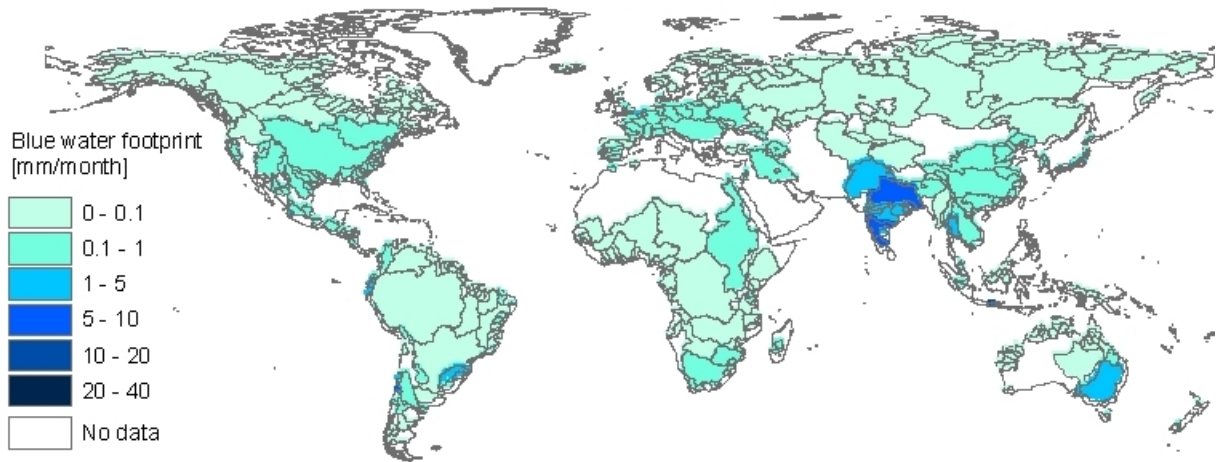 Blue water footprint
[mm/month]
0 - 0.1
0.1 - 1
1 - 5
5 - 10
10 - 20
20 - 40
No data